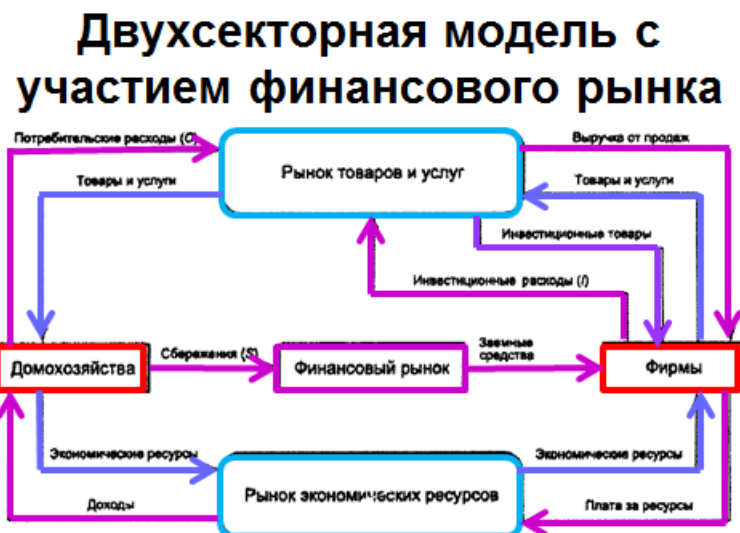 Двухсекторная модель с
участием финансового рынка
Потребительские расходы (C)
Выручка от продаж
Рынок товаров и услуг
Товары и услуги
Товары и услуги
Инвестиционные товары
Инвестиционные расходы (I)
Домохозяйства
Сбережения (S)
Финансовый рынок
Заемные
средства
Фирмы
Экономические ресурсы
Экономические ресурсы
Рынок экономических ресурсов
Доходы
Плата за ресурсы